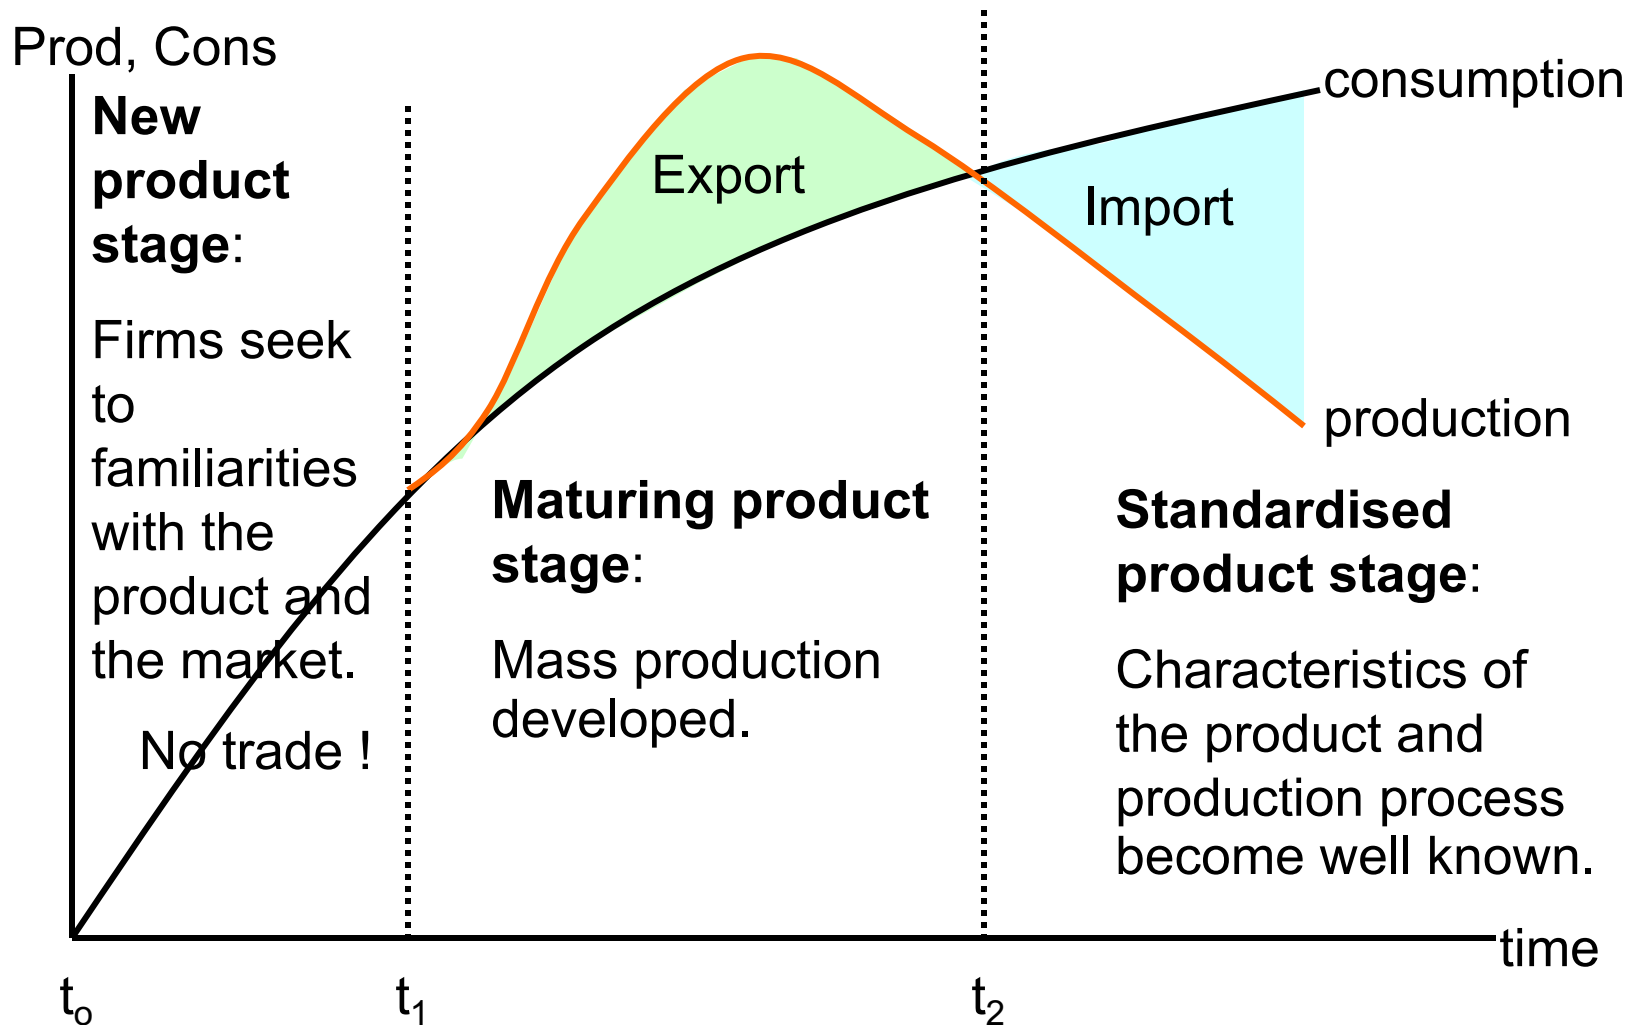 Prod, Cons
New
product
stage:
Firms seek
to
familiarities
with the
product and
the market.
No trade !
Export
Import
consumption
production
Maturing product
stage:
Mass production
developed.
Standardised
product stage:
Characteristics of
the product and
production process
become well known.
time
to
t1
t2